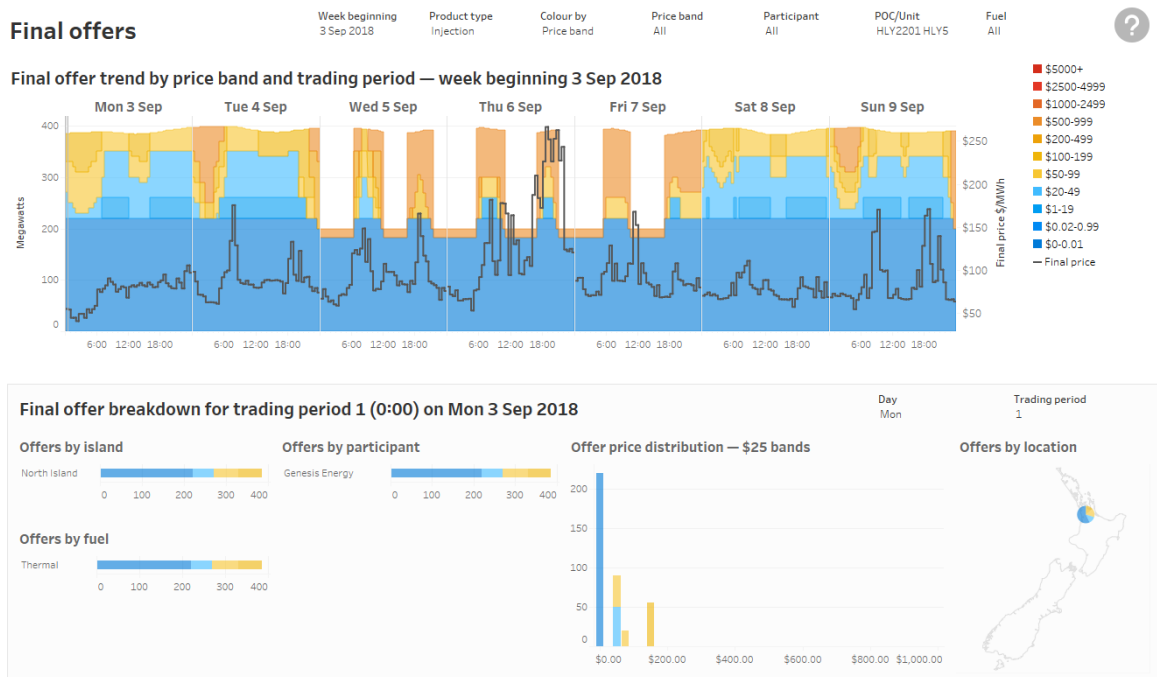 Final offers
Week beginning
3 Sep 2018
Product type
Injection
Colour by
Price band
Price band
All
Participant
All
POC/Unit
HLY2201 HLY5
Fuel
All
?
Final offer trend by price band and trading period — week beginning 3 Sep 2018
Mon 3 Sep Tue 4 Sep Wed 5 Sep Thu 6 Sep Fri 7 Sep Sat 8 Sep Sun 9 Sep
Megawatts
400
300
200
100
0
$250
$200
$150
$100
$50
Final price $/MWh
6:00 12:00 18:00 6:00 12:00 18:00 6:00 12:00 18:00 6:00 12:00 18:00 6:00 12:00 18:00 6:00 12:00 18:00 6:00 12:00 18:00
$5000+
$2500-4999
$1000-2499
$500-999
$200-499
$100-199
$50-99
$20-49
$1-19
$0.02-0.99
$0-0.01
Final price
Final offer breakdown for trading period 1 (0:00) on Mon 3 Sep 2018
Day
Mon
Trading period
1
Offers by island
North Island
0 100 200 300 400
Offers by participant
Genesis Energy
0 100 200 300 400
Offers by fuel
Thermal
0 100 200 300 400
Offer price distribution — $25 bands
200
150
100
50
0
$0.00 $200.00 $400.00 $600.00 $800.00 $1,000.00
Offers by location